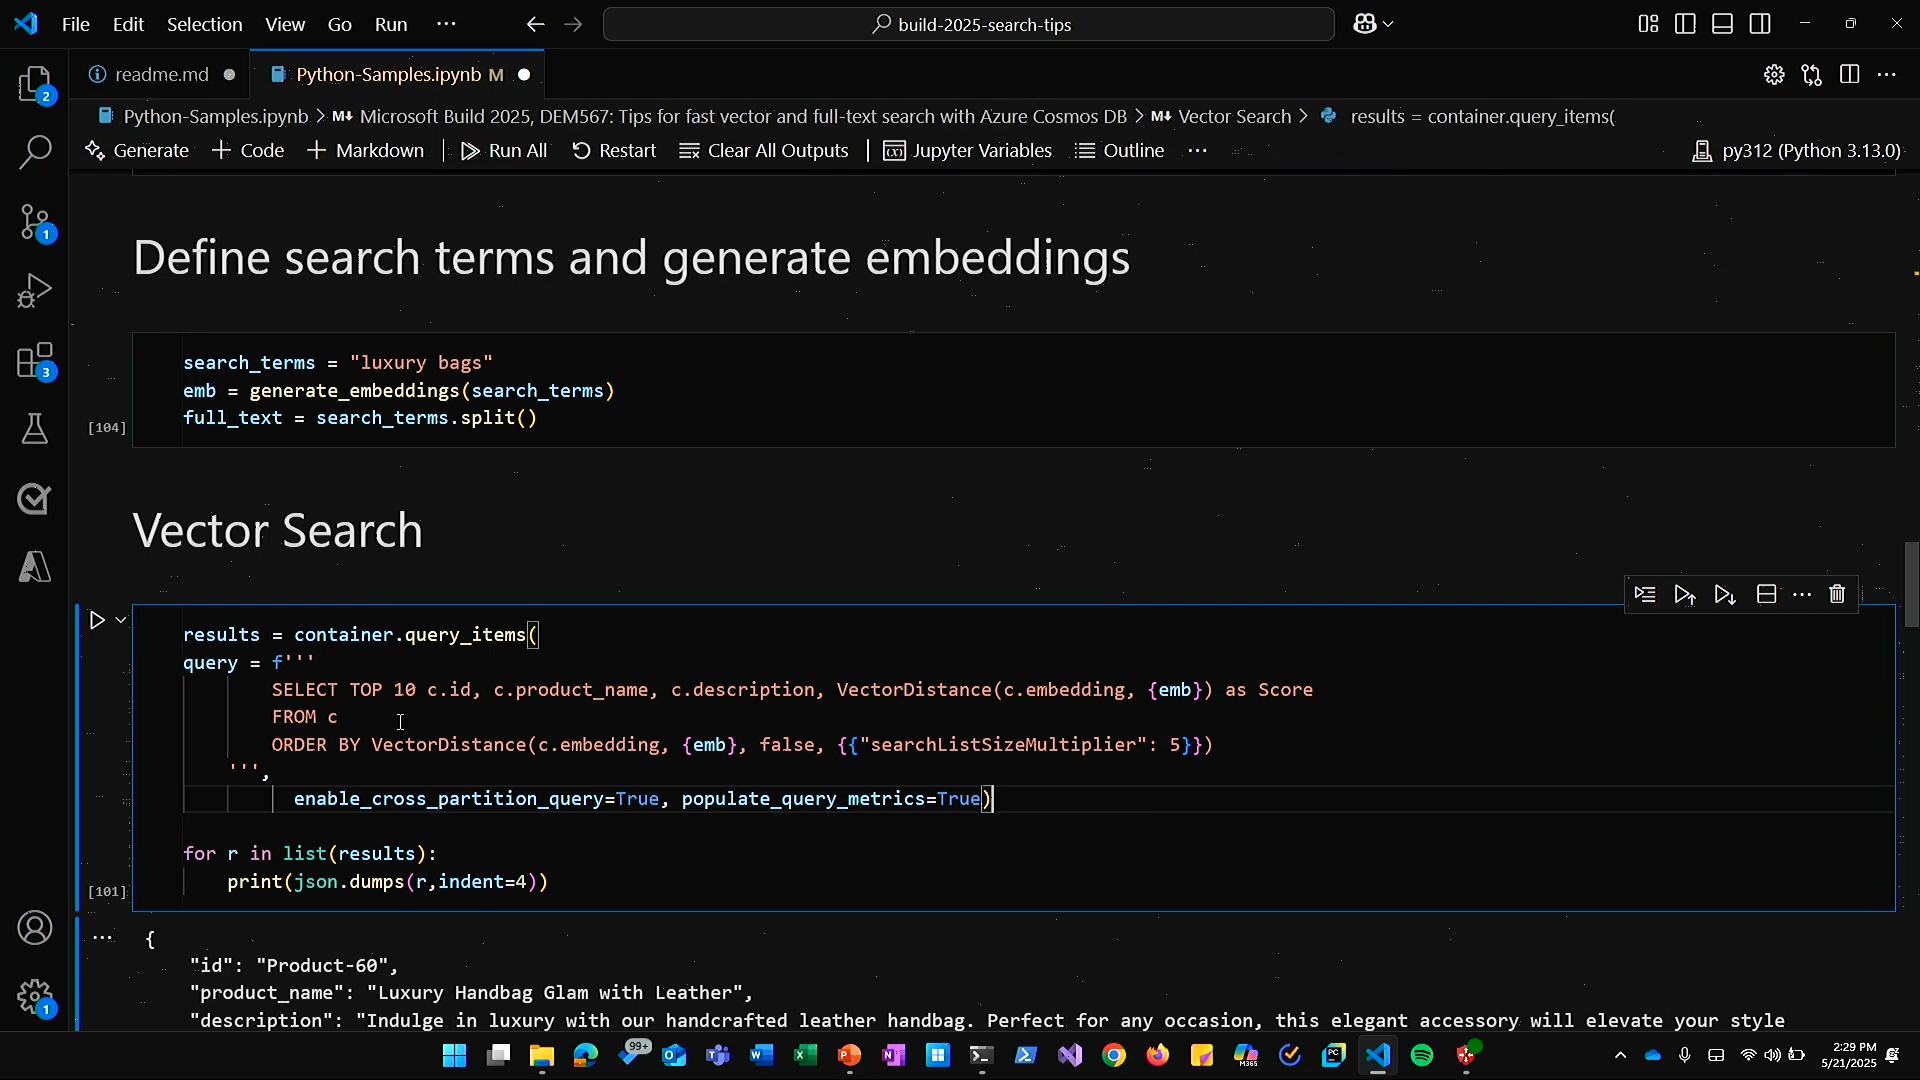 File Edit Selection View Go Run ··· build-2025-search-tips
readme.md Python-Samples.ipynb M
Python-Samples.ipynb > M↓ Microsoft Build 2025, DEM567: Tips for fast vector and full-text search with Azure Cosmos DB > M↓ Vector Search > results = container.query_items(
Generate + Code + Markdown Run All Restart Clear All Outputs Jupyter Variables Outline ··· py312 (Python 3.13.0)
Define search terms and generate embeddings
search_terms = "luxury bags"
emb = generate_embeddings(search_terms)
full_text = search_terms.split()
[104]
Vector Search
results = container.query_items(
query = f'''
SELECT TOP 10 c.id, c.product_name, c.description, VectorDistance(c.embedding, {emb}) as Score
FROM c
ORDER BY VectorDistance(c.embedding, {emb}, false, {{"searchListSizeMultiplier": 5}})
''',
enable_cross_partition_query=True, populate_query_metrics=True)
for r in list(results):
print(json.dumps(r,indent=4))
[101]
{
"id": "Product-60",
"product_name": "Luxury Handbag Glam with Leather",
"description": "Indulge in luxury with our handcrafted leather handbag. Perfect for any occasion, this elegant accessory will elevate your style
2
1
3
1
99+
M365
PC
2:29 PM
5/21/2025